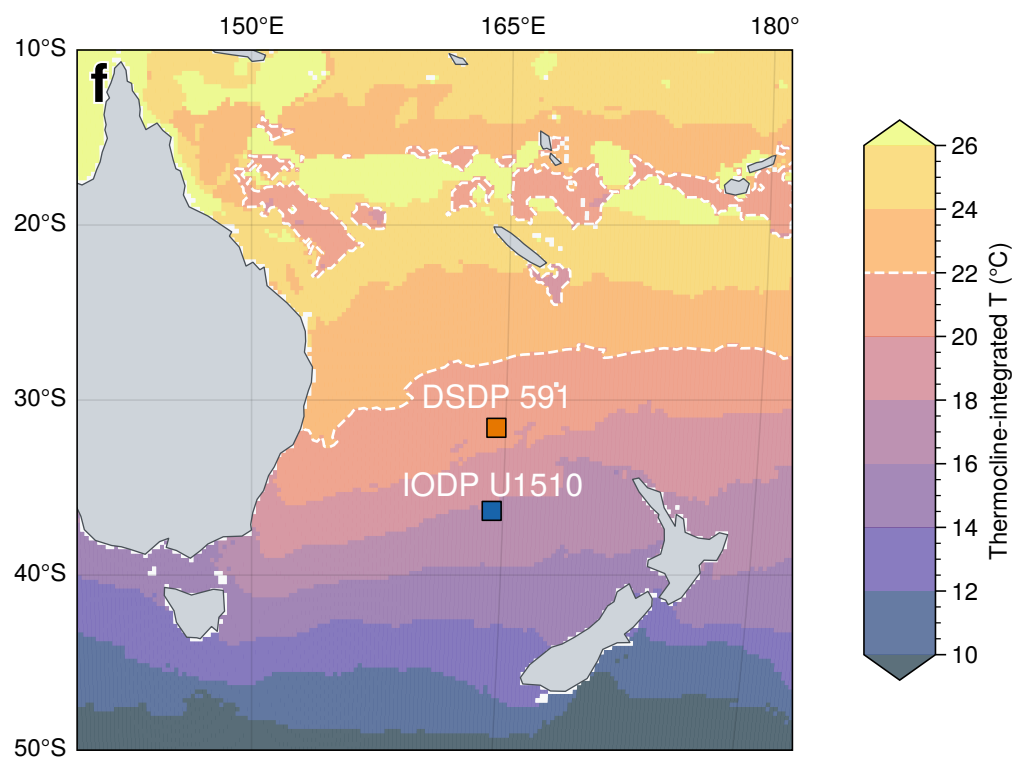 150°E 165°E 180°
10°S
f
20°S
30°S
40°S
50°S
DSDP 591
IODP U1510
26
24
22
20
18
16
14
12
10
Thermocline-integrated T (°C)